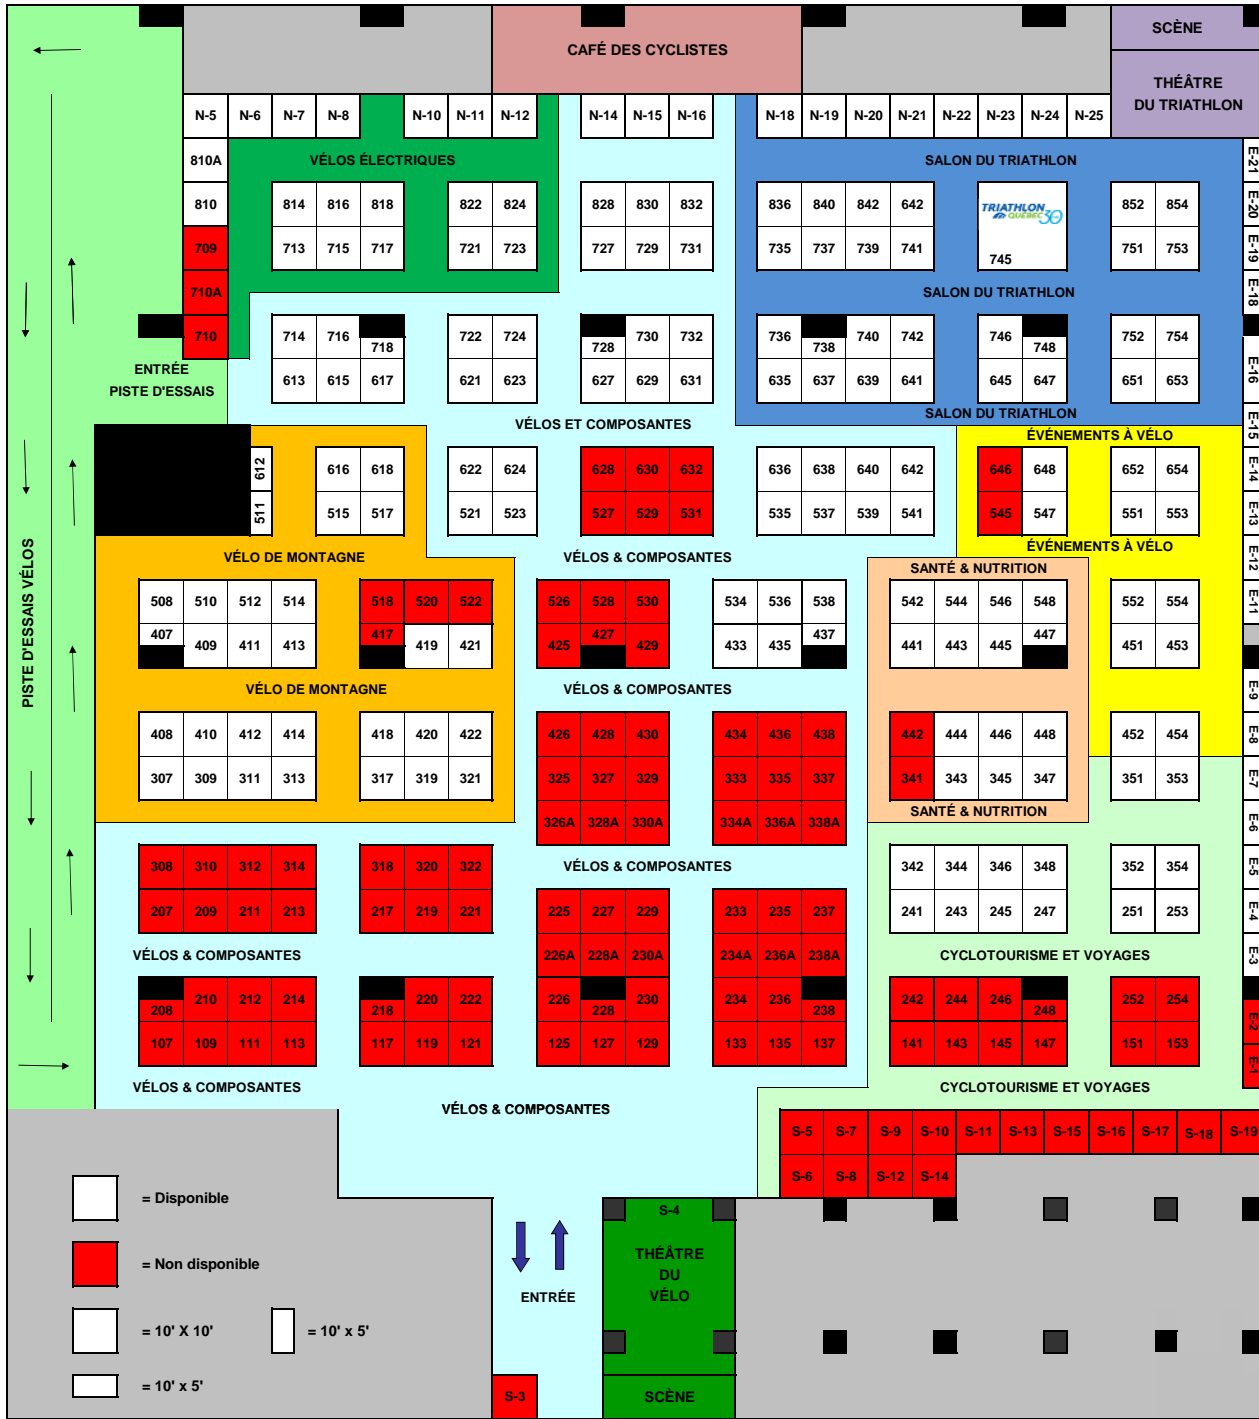 SCÈNE
CAFÉ DES CYCLISTES
THÉÂTRE
DU TRIATHLON
N-5 N-6 N-7 N-8 N-10 N-11 N-12 N-14 N-15 N-16 N-18 N-19 N-20 N-21 N-22 N-23 N-24 N-25
810A VÉLOS ÉLECTRIQUES SALON DU TRIATHLON E-21
810 814 816 818 822 824 828 830 832 836 840 842 642 TRIATHLON QUÉBEC 30 852 854 E-20
709 713 715 717 721 723 727 729 731 735 737 739 741 745 751 753 E-19
710A SALON DU TRIATHLON E-18
710 714 716 718 722 724 728 730 732 736 738 740 742 746 748 752 754
ENTRÉE
PISTE D'ESSAIS
613 615 617 621 623 627 629 631 635 637 639 641 645 647 651 653 E-16
SALON DU TRIATHLON
VÉLOS ET COMPOSANTES E-15
ÉVÉNEMENTS À VÉLO
612 616 618 622 624 628 630 632 636 638 640 642 646 648 652 654 E-14
511 515 517 521 523 527 529 531 535 537 539 541 545 547 551 553 E-13
ÉVÉNEMENTS À VÉLO
VÉLO DE MONTAGNE VÉLOS & COMPOSANTES SANTÉ & NUTRITION E-12
508 510 512 514 518 520 522 526 528 530 534 536 538 542 544 546 548 552 554 E-11
407 409 411 413 417 419 421 425 427 429 433 435 437 441 443 445 447 451 453
PISTE D'ESSAIS VÉLOS
VÉLO DE MONTAGNE VÉLOS & COMPOSANTES E-9
408 410 412 414 418 420 422 426 428 430 434 436 438 442 444 446 448 452 454 E-8
307 309 311 313 317 319 321 325 327 329 333 335 337 341 343 345 347 351 353 E-7
326A 328A 330A 334A 336A 338A SANTÉ & NUTRITION E-6
308 310 312 314 318 320 322 VÉLOS & COMPOSANTES 342 344 346 348 352 354 E-5
207 209 211 213 217 219 221 225 227 229 233 235 237 241 243 245 247 251 253 E-4
VÉLOS & COMPOSANTES 226A 228A 230A 234A 236A 238A CYCLOTOURISME ET VOYAGES E-3
208 210 212 214 218 220 222 226 228 230 234 236 238 242 244 246 248 252 254 E-2
107 109 111 113 117 119 121 125 127 129 133 135 137 141 143 145 147 151 153 E-1
VÉLOS & COMPOSANTES CYCLOTOURISME ET VOYAGES
VÉLOS & COMPOSANTES
S-5 S-7 S-9 S-10 S-11 S-13 S-15 S-16 S-17 S-18 S-19
S-6 S-8 S-12 S-14
= Disponible
S-4
= Non disponible
THÉÂTRE
DU
VÉLO
ENTRÉE
= 10' X 10' = 10' x 5'
= 10' x 5'
S-3 SCÈNE